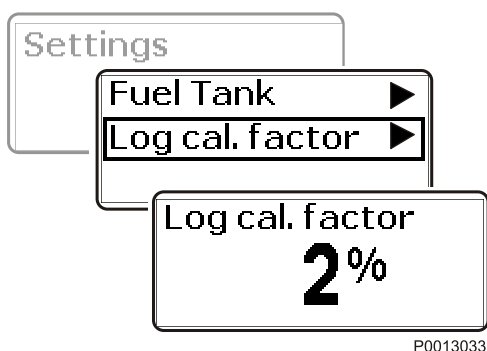 Settings
Fuel Tank
Log cal. factor
Log cal. factor
2%
P0013033